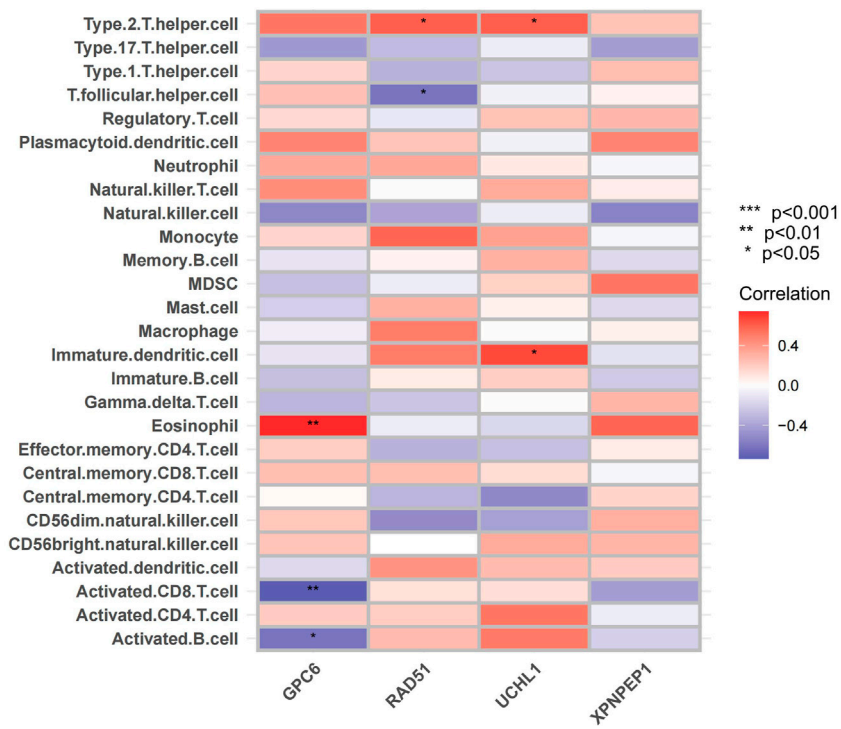 Type.2.T.helper.cell
* *
Type.17.T.helper.cell
Type.1.T.helper.cell
T.follicular.helper.cell
*
Regulatory.T.cell
Plasmacytoid.dendritic.cell
Neutrophil
Natural.killer.T.cell
Natural.killer.cell
Monocyte
Memory.B.cell
MDSC
Mast.cell
Macrophage
Immature.dendritic.cell
*
Immature.B.cell
Gamma.delta.T.cell
Eosinophil
**
Effector.memory.CD4.T.cell
Central.memory.CD8.T.cell
Central.memory.CD4.T.cell
CD56dim.natural.killer.cell
CD56bright.natural.killer.cell
Activated.dendritic.cell
Activated.CD8.T.cell
**
Activated.CD4.T.cell
Activated.B.cell
*
GPC6
RAD51
UCHL1
XPNPEP1
*** p<0.001
** p<0.01
* p<0.05
Correlation
0.4
0.0
−0.4